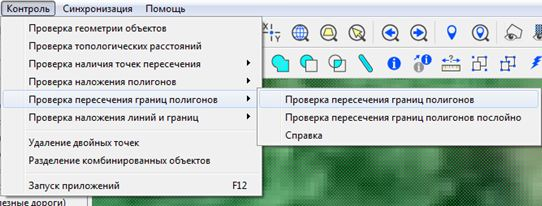 Контроль Синхронизация Помощь
Проверка геометрии объектов
Проверка топологических расстояний
Проверка наличия точек пересечения
Проверка наложения полигонов
Проверка пересечения границ полигонов
Проверка наложения линий и границ
Удаление двойных точек
Разделение комбинированных объектов
Запуск приложений F12
Проверка пересечения границ полигонов
Проверка пересечения границ полигонов послойно
Справка
X
Y
лезные дороги)